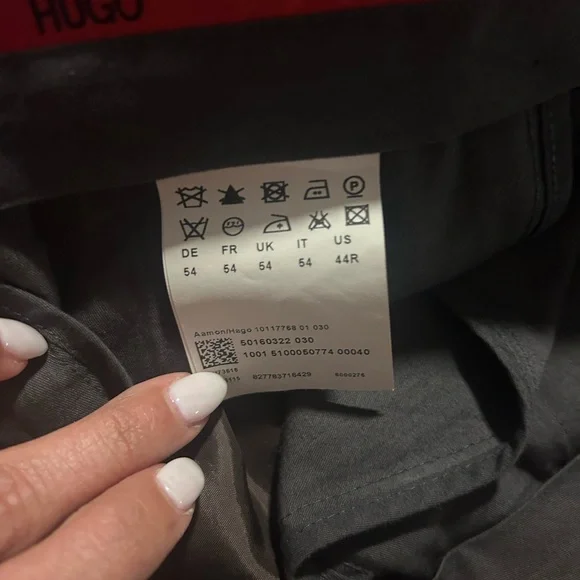 HUGO
P
DE FR UK IT US
54 54 54 54 44R
Aamon/Hago 10117768 01 030
50160322 030
1001 5100050774 00040